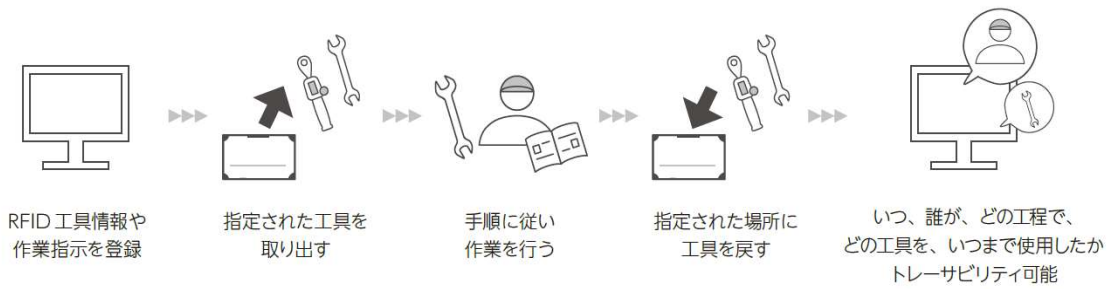 RFID 工具情報や
作業指示を登録
指定された工具を
取り出す
手順に従い
作業を行う
指定された場所に
工具を戻す
いつ、誰が、どの工程で、
どの工具を、いつまで使用したか
トレーサビリティ可能